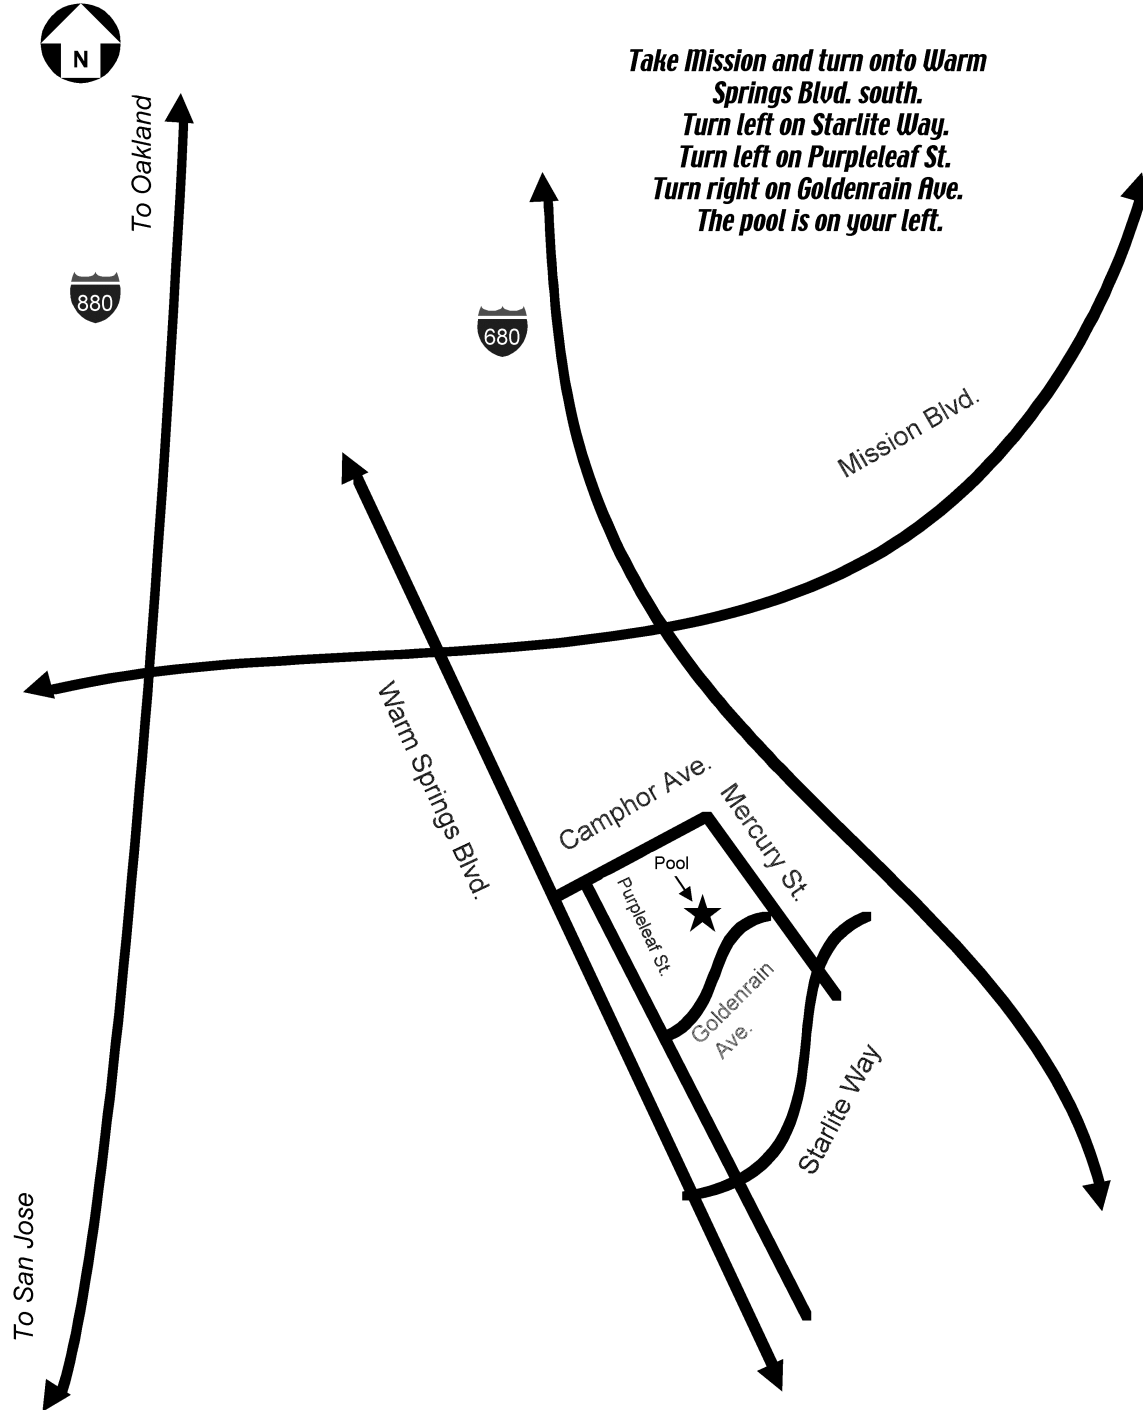 N
To Oakland
Take Mission and turn onto Warm
Springs Blvd. south.
Turn left on Starlite Way.
Turn left on Purpleleaf St.
Turn right on Goldenrain Ave.
The pool is on your left.
880
680
Mission Blvd.
Warm Springs Blvd.
Camphor Ave.
Mercury St.
Pool
Purpleleaf St.
Goldenrain
Ave.
Starlite Way
To San Jose